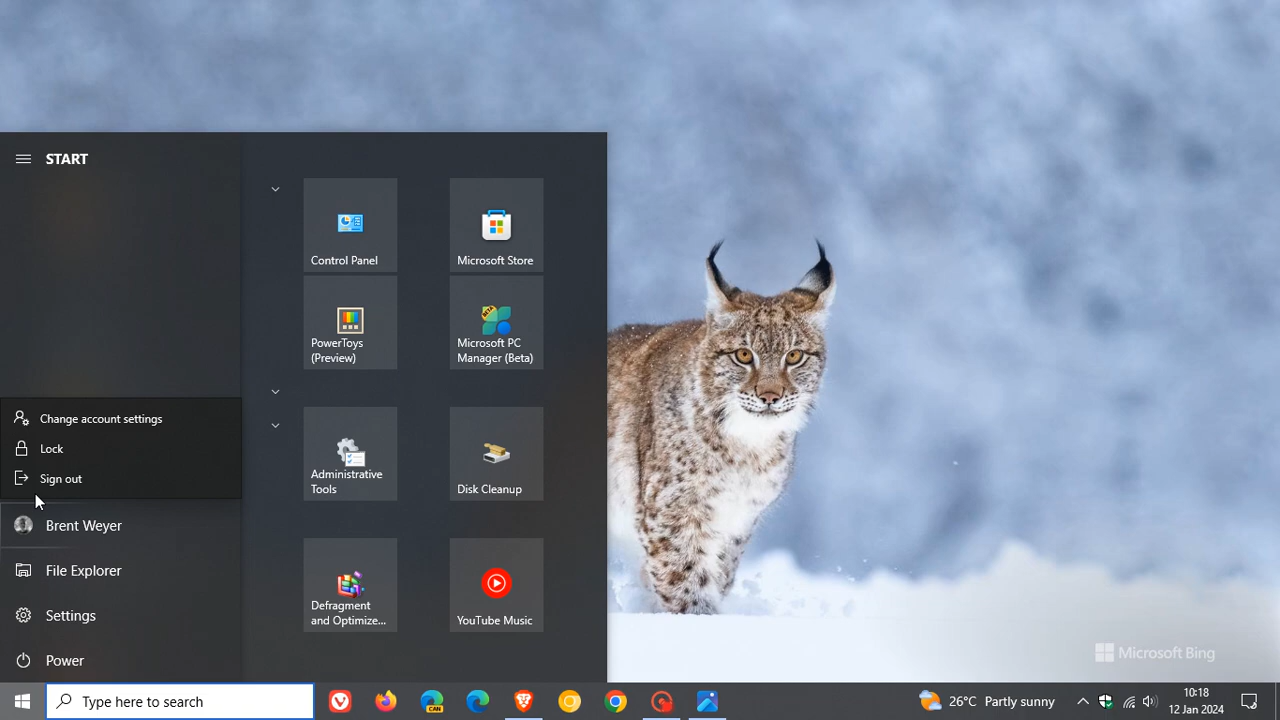 START
Control Panel
Microsoft Store
PowerToys
(Preview)
Microsoft PC
Manager (Beta)
BETA
Administrative
Tools
Disk Cleanup
Defragment
and Optimize...
YouTube Music
Change account settings
Lock
Sign out
Brent Weyer
File Explorer
Settings
Power
Microsoft Bing
Type here to search
CAN
26°C Partly sunny
10:18
12 Jan 2024